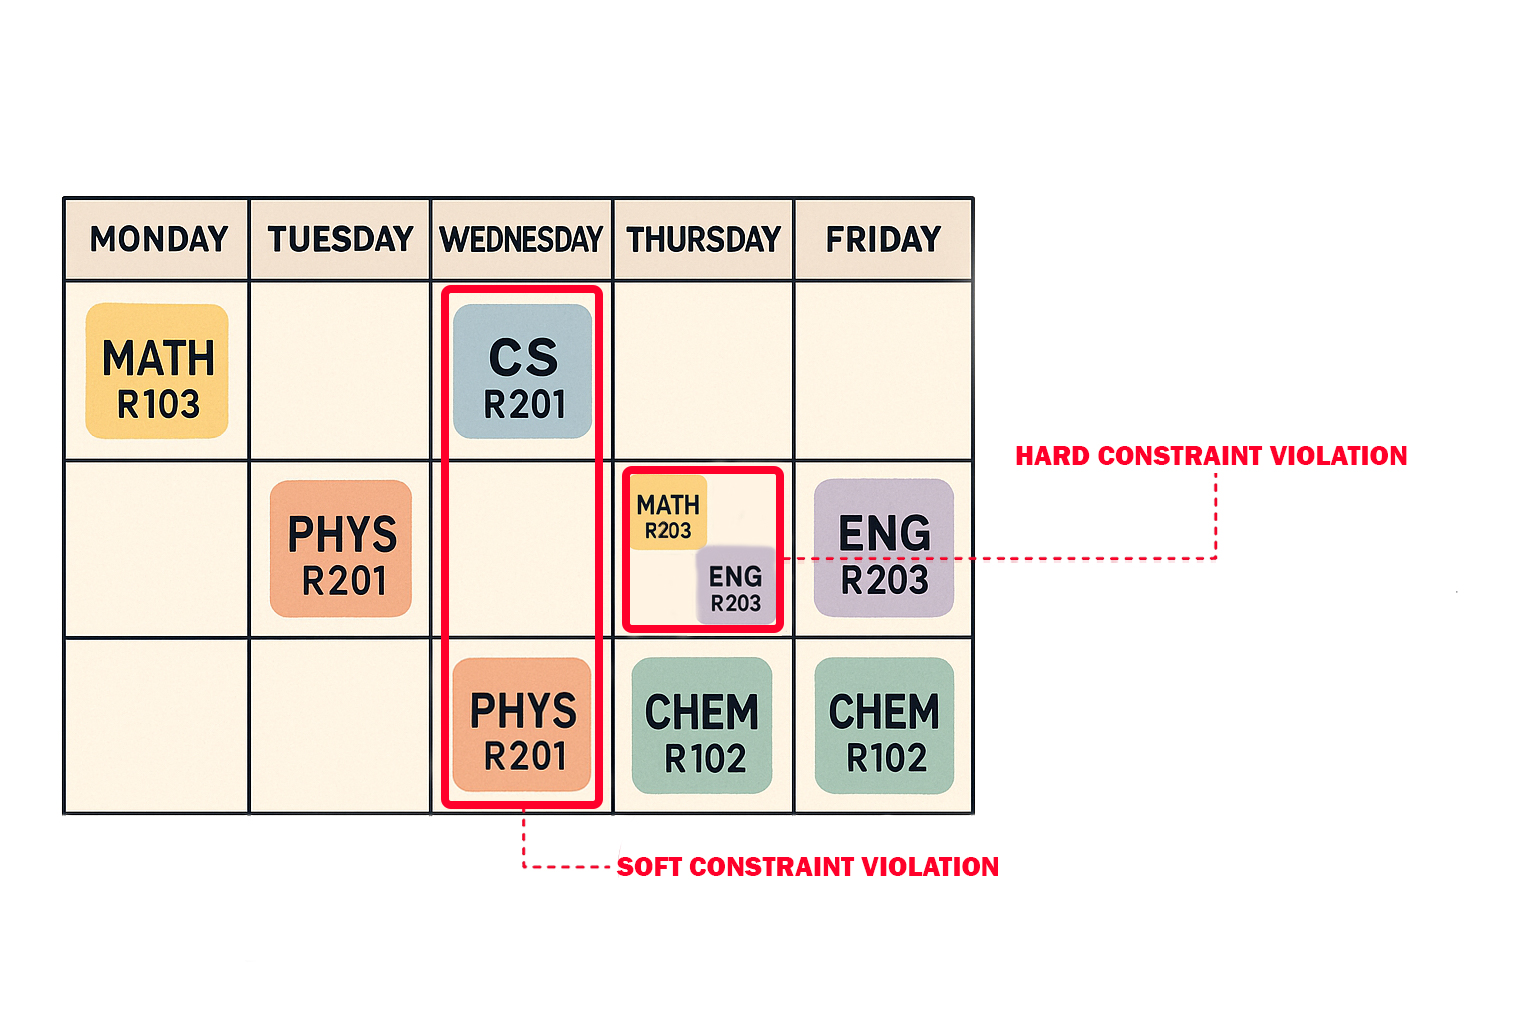 MONDAY
TUESDAY
WEDNESDAY
THURSDAY
FRIDAY
MATH
R103
CS
R201
HARD CONSTRAINT VIOLATION
PHYS
R201
MATH
R203
ENG
R203
ENG
R203
PHYS
R201
CHEM
R102
CHEM
R102
SOFT CONSTRAINT VIOLATION